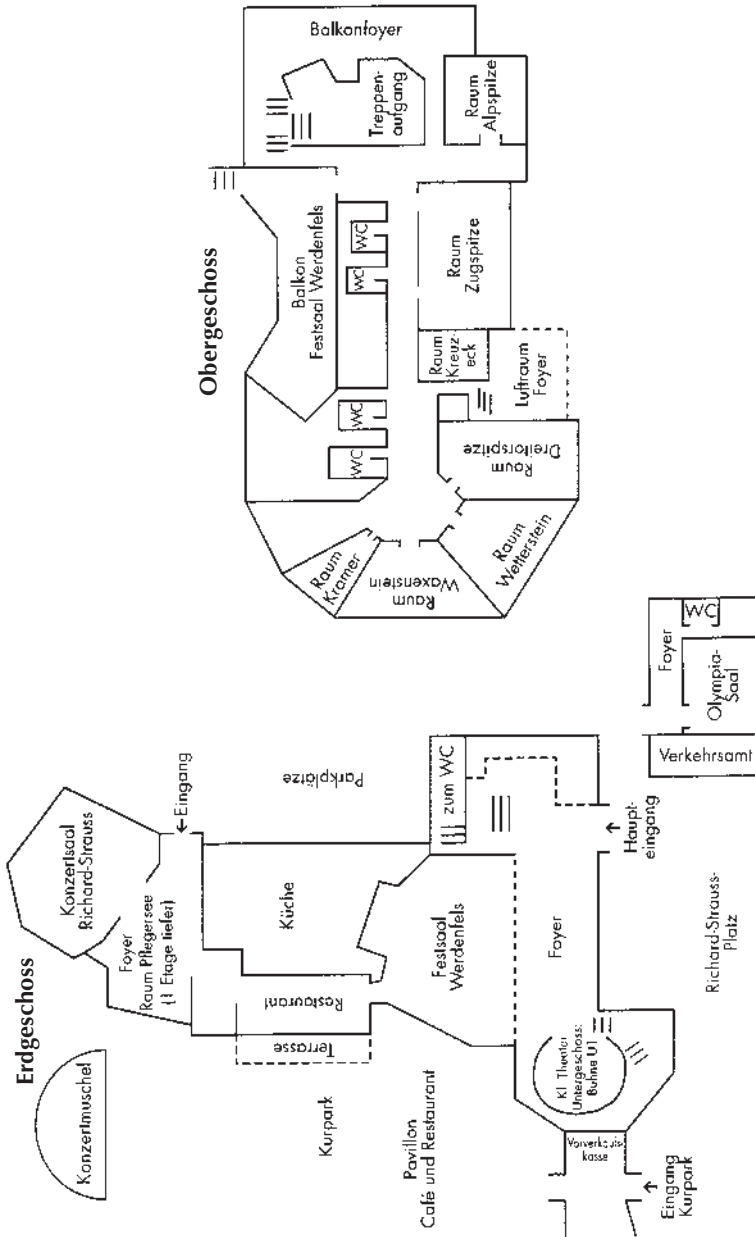 Erdgeschoss
Konzertmuschel
Konzertsaal
Richard-Strauss
Foyer
Raum Pflegersee
(1 Etage tiefer)
← Eingang
Parkplätze
Küche
Restaurant
Terrasse
Kurpark
Pavillon
Café und Restaurant
Festsaal
Werdenfels
zum WC
Foyer
Kl Theater
Untergeschoss:
Bühne U1
Vorverkaufs-
kasse
Eingang
Kurpark
Haupt-
eingang
Richard-Strauss-
Platz
Verkehrsamt
Olympia-
Saal
Foyer
WC
Obergeschoss
Balkonfoyer
Treppen-
aufgang
Raum
Alpspitze
Balkon
Festsaal Werdenfels
WC
WC
WC
WC
Raum
Zugspitze
Raum
Kreuz-
eck
Luftraum
Foyer
Raum
Dreitorspitze
Raum
Wetterstein
Raum
Waxenstein
Raum
Kramer